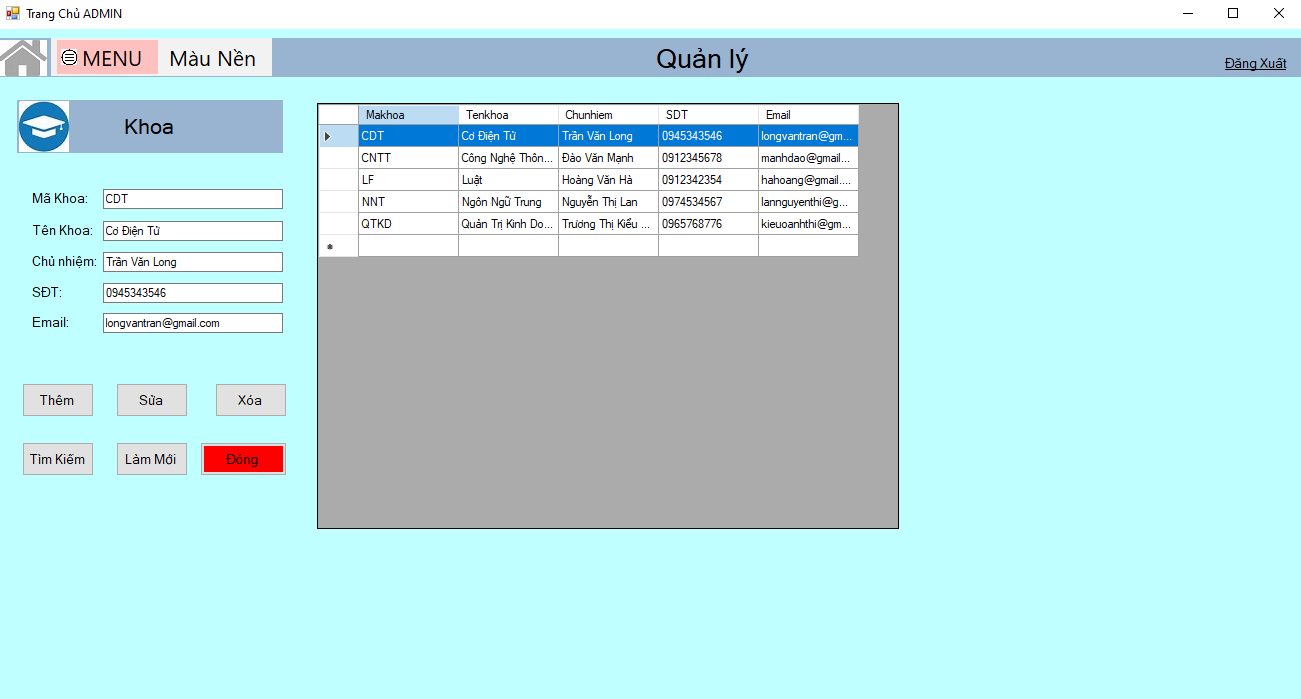 Trang Chủ ADMIN
MENU Màu Nền Quản lý Đăng Xuất
Khoa
Mã Khoa: CDT
Tên Khoa: Cơ Điện Tử
Chủ nhiệm: Trần Văn Long
SĐT: 0945343546
Email: longvantran@gmail.com
Thêm Sửa Xóa
Tìm Kiếm Làm Mới Đóng
Makhoa Tenkhoa Chunhiem SDT Email
CDT Cơ Điện Tử Trần Văn Long 0945343546 longvantran@gm...
CNTT Công Nghệ Thôn... Đào Văn Mạnh 0912345678 manhdao@gmail...
LF Luật Hoàng Văn Hà 0912342354 hahoang@gmail....
NNT Ngôn Ngữ Trung Nguyễn Thị Lan 0974534567 lannguyenthi@g...
QTKD Quản Trị Kinh Do... Trương Thị Kiều ... 0965768776 kieuoanhthi@gm...